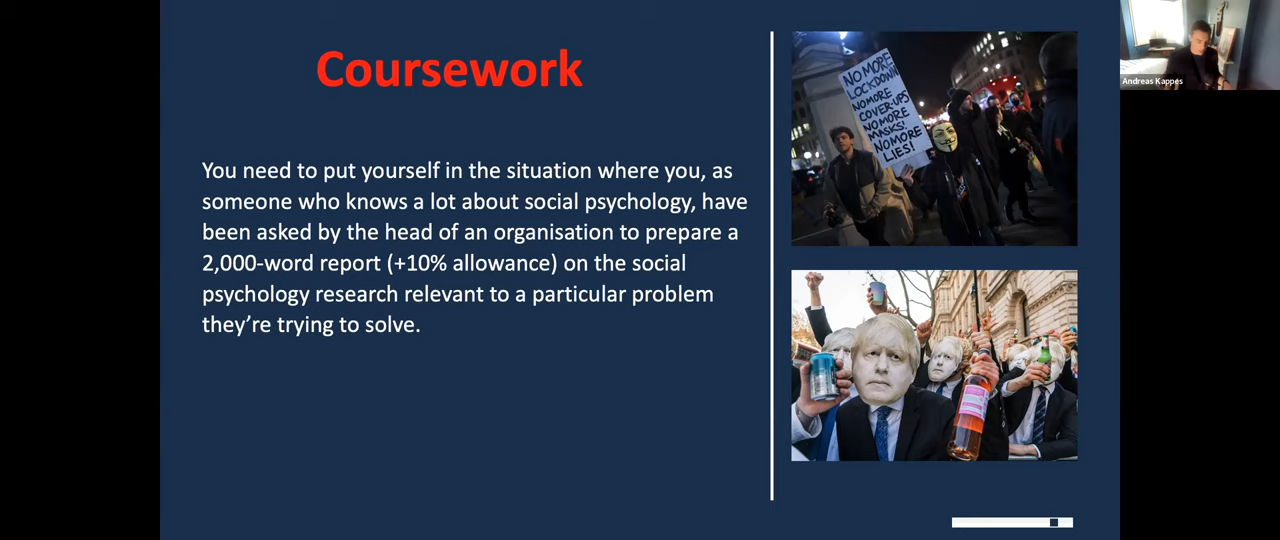 Coursework
You need to put yourself in the situation where you, as
someone who knows a lot about social psychology, have
been asked by the head of an organisation to prepare a
2,000-word report (+10% allowance) on the social
psychology research relevant to a particular problem
they’re trying to solve.
NO MORE
LOCKDOWN
NO MORE
COVER-UPS
NO MORE
MASKS!
NO MORE
LIES!
Andreas Kappes